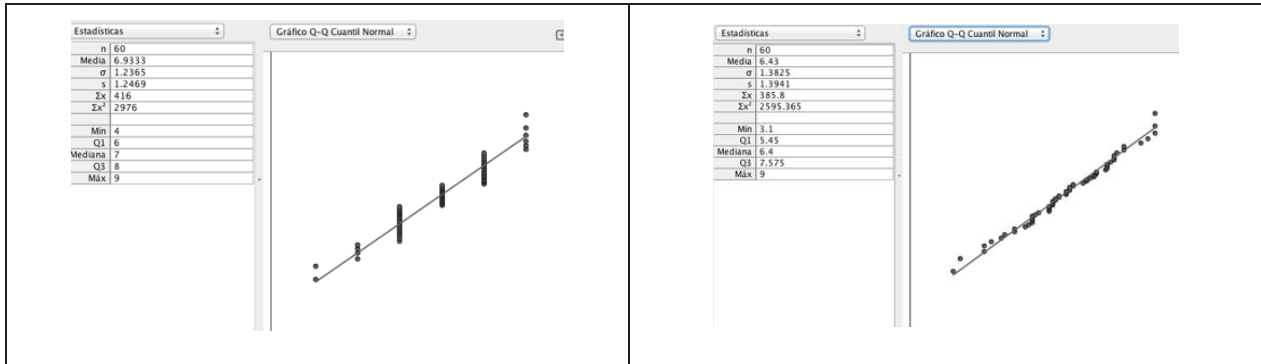 Estadísticas
Gráfico Q-Q Cuantil Normal
n 60
Media 6.9333
σ 1.2365
s 1.2469
Σx 416
Σx² 2976
Mín 4
Q1 6
Mediana 7
Q3 8
Máx 9
Estadísticas
Gráfico Q-Q Cuantil Normal
n 60
Media 6.43
σ 1.3825
s 1.3941
Σx 385.8
Σx² 2595.365
Mín 3.1
Q1 5.45
Mediana 6.4
Q3 7.575
Máx 9